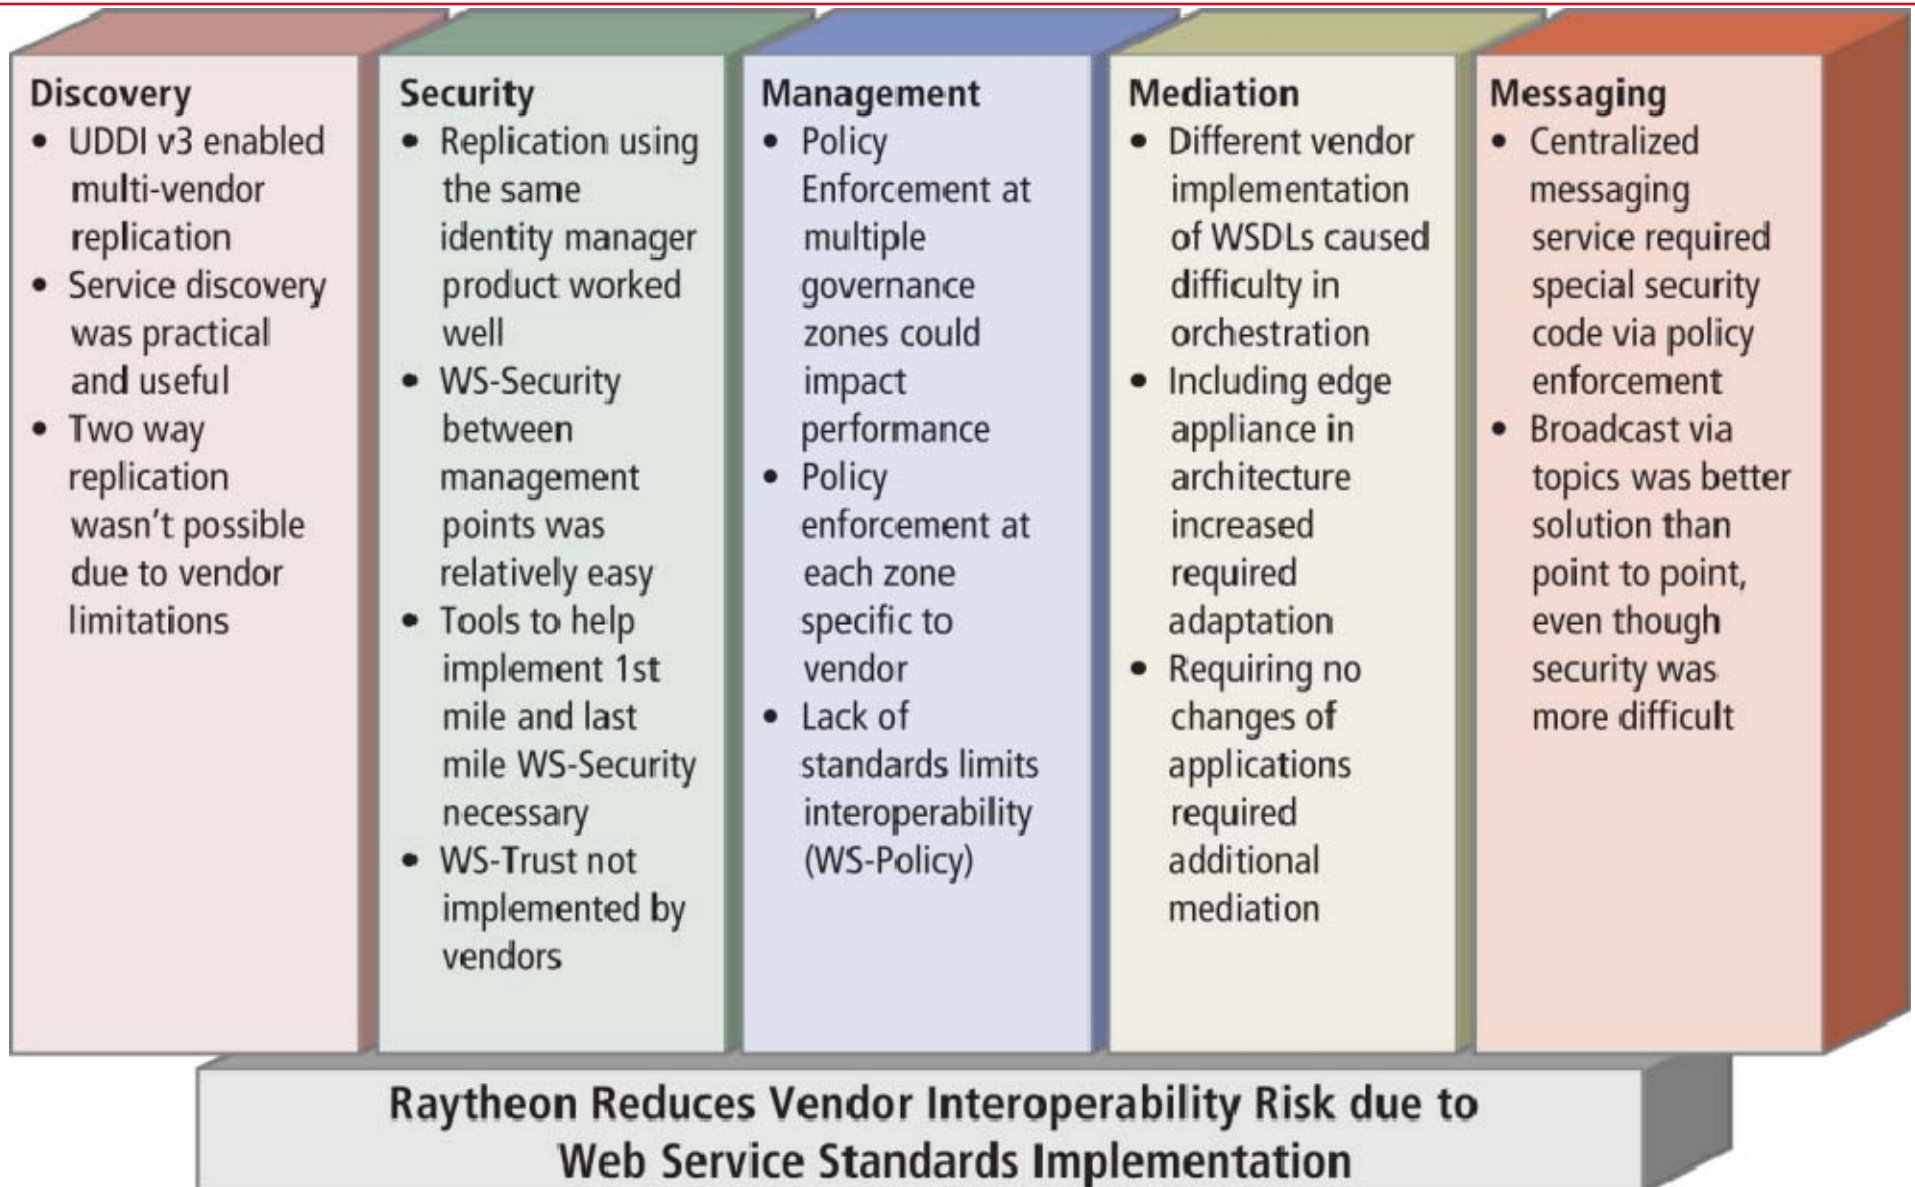 Discovery
• UDDI v3 enabled
multi-vendor
replication
• Service discovery
was practical
and useful
• Two way
replication
wasn't possible
due to vendor
limitations
Security
• Replication using
the same
identity manager
product worked
well
• WS-Security
between
management
points was
relatively easy
• Tools to help
implement 1st
mile and last
mile WS-Security
necessary
• WS-Trust not
implemented by
vendors
Management
• Policy
Enforcement at
multiple
governance
zones could
impact
performance
• Policy
enforcement at
each zone
specific to
vendor
• Lack of
standards limits
interoperability
(WS-Policy)
Mediation
• Different vendor
implementation
of WSDLs caused
difficulty in
orchestration
• Including edge
appliance in
architecture
increased
required
adaptation
• Requiring no
changes of
applications
required
additional
mediation
Messaging
• Centralized
messaging
service required
special security
code via policy
enforcement
• Broadcast via
topics was better
solution than
point to point,
even though
security was
more difficult
Raytheon Reduces Vendor Interoperability Risk due to
Web Service Standards Implementation